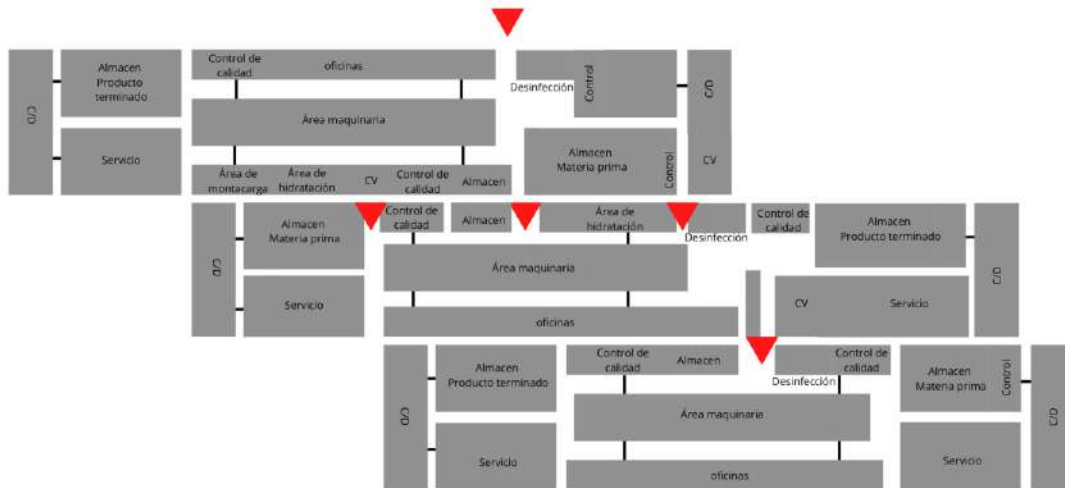 Almacen
Producto
terminado
C/D
Servicio
Control de
calidad
oficinas
Área maquinaria
Área de
montacarga
Área de
hidratación
CV
Control de
calidad
Almacen
Desinfección
Control
C/D
Almacen
Materia prima
Control
CV
C/D
Almacen
Materia prima
Servicio
Control de
calidad
Almacen
Área de
hidratación
Desinfección
Control de
calidad
Almacen
Producto terminado
C/D
Área maquinaria
CV
Servicio
oficinas
C/D
Almacen
Producto terminado
Servicio
Control de
calidad
Almacen
Desinfección
Control de
calidad
Almacen
Materia prima
Control
C/D
Área maquinaria
Servicio
oficinas